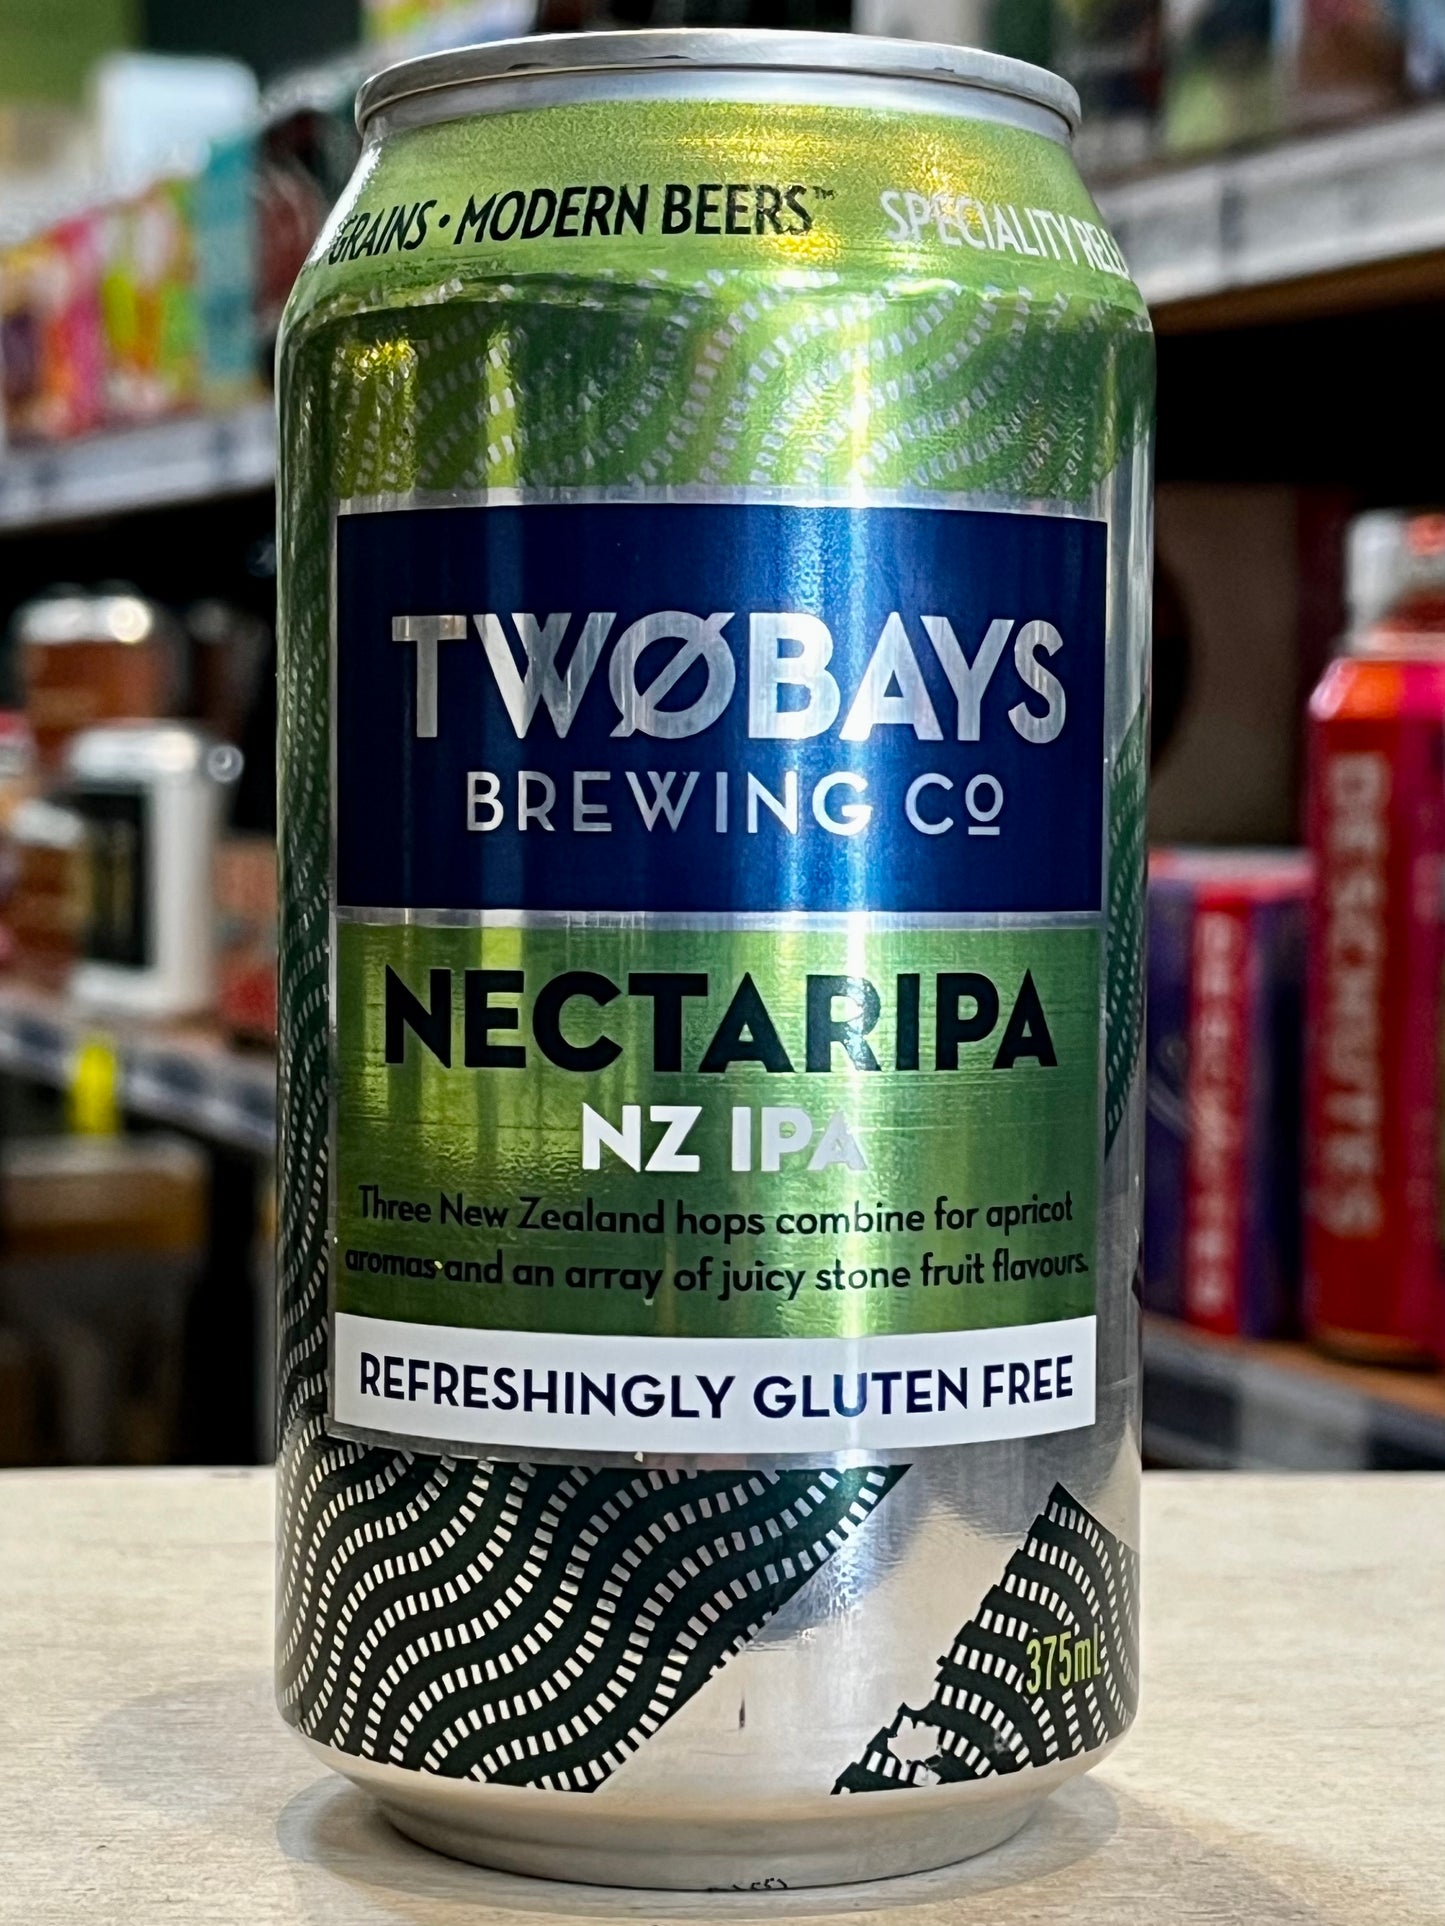 GRAINS • MODERN BEERS™ SPECIALITY
TWØBAYS
BREWING Co
NECTARIPA
NZ IPA
Three New Zealand hops combine for apricot
aromas and an array of juicy stone fruit flavours.
REFRESHINGLY GLUTEN FREE
375mL
DESCHUTES